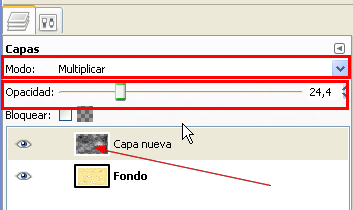 Capas
Modo: Multiplicar
Opacidad: 24,4
Bloquear:
Capa nueva
Fondo